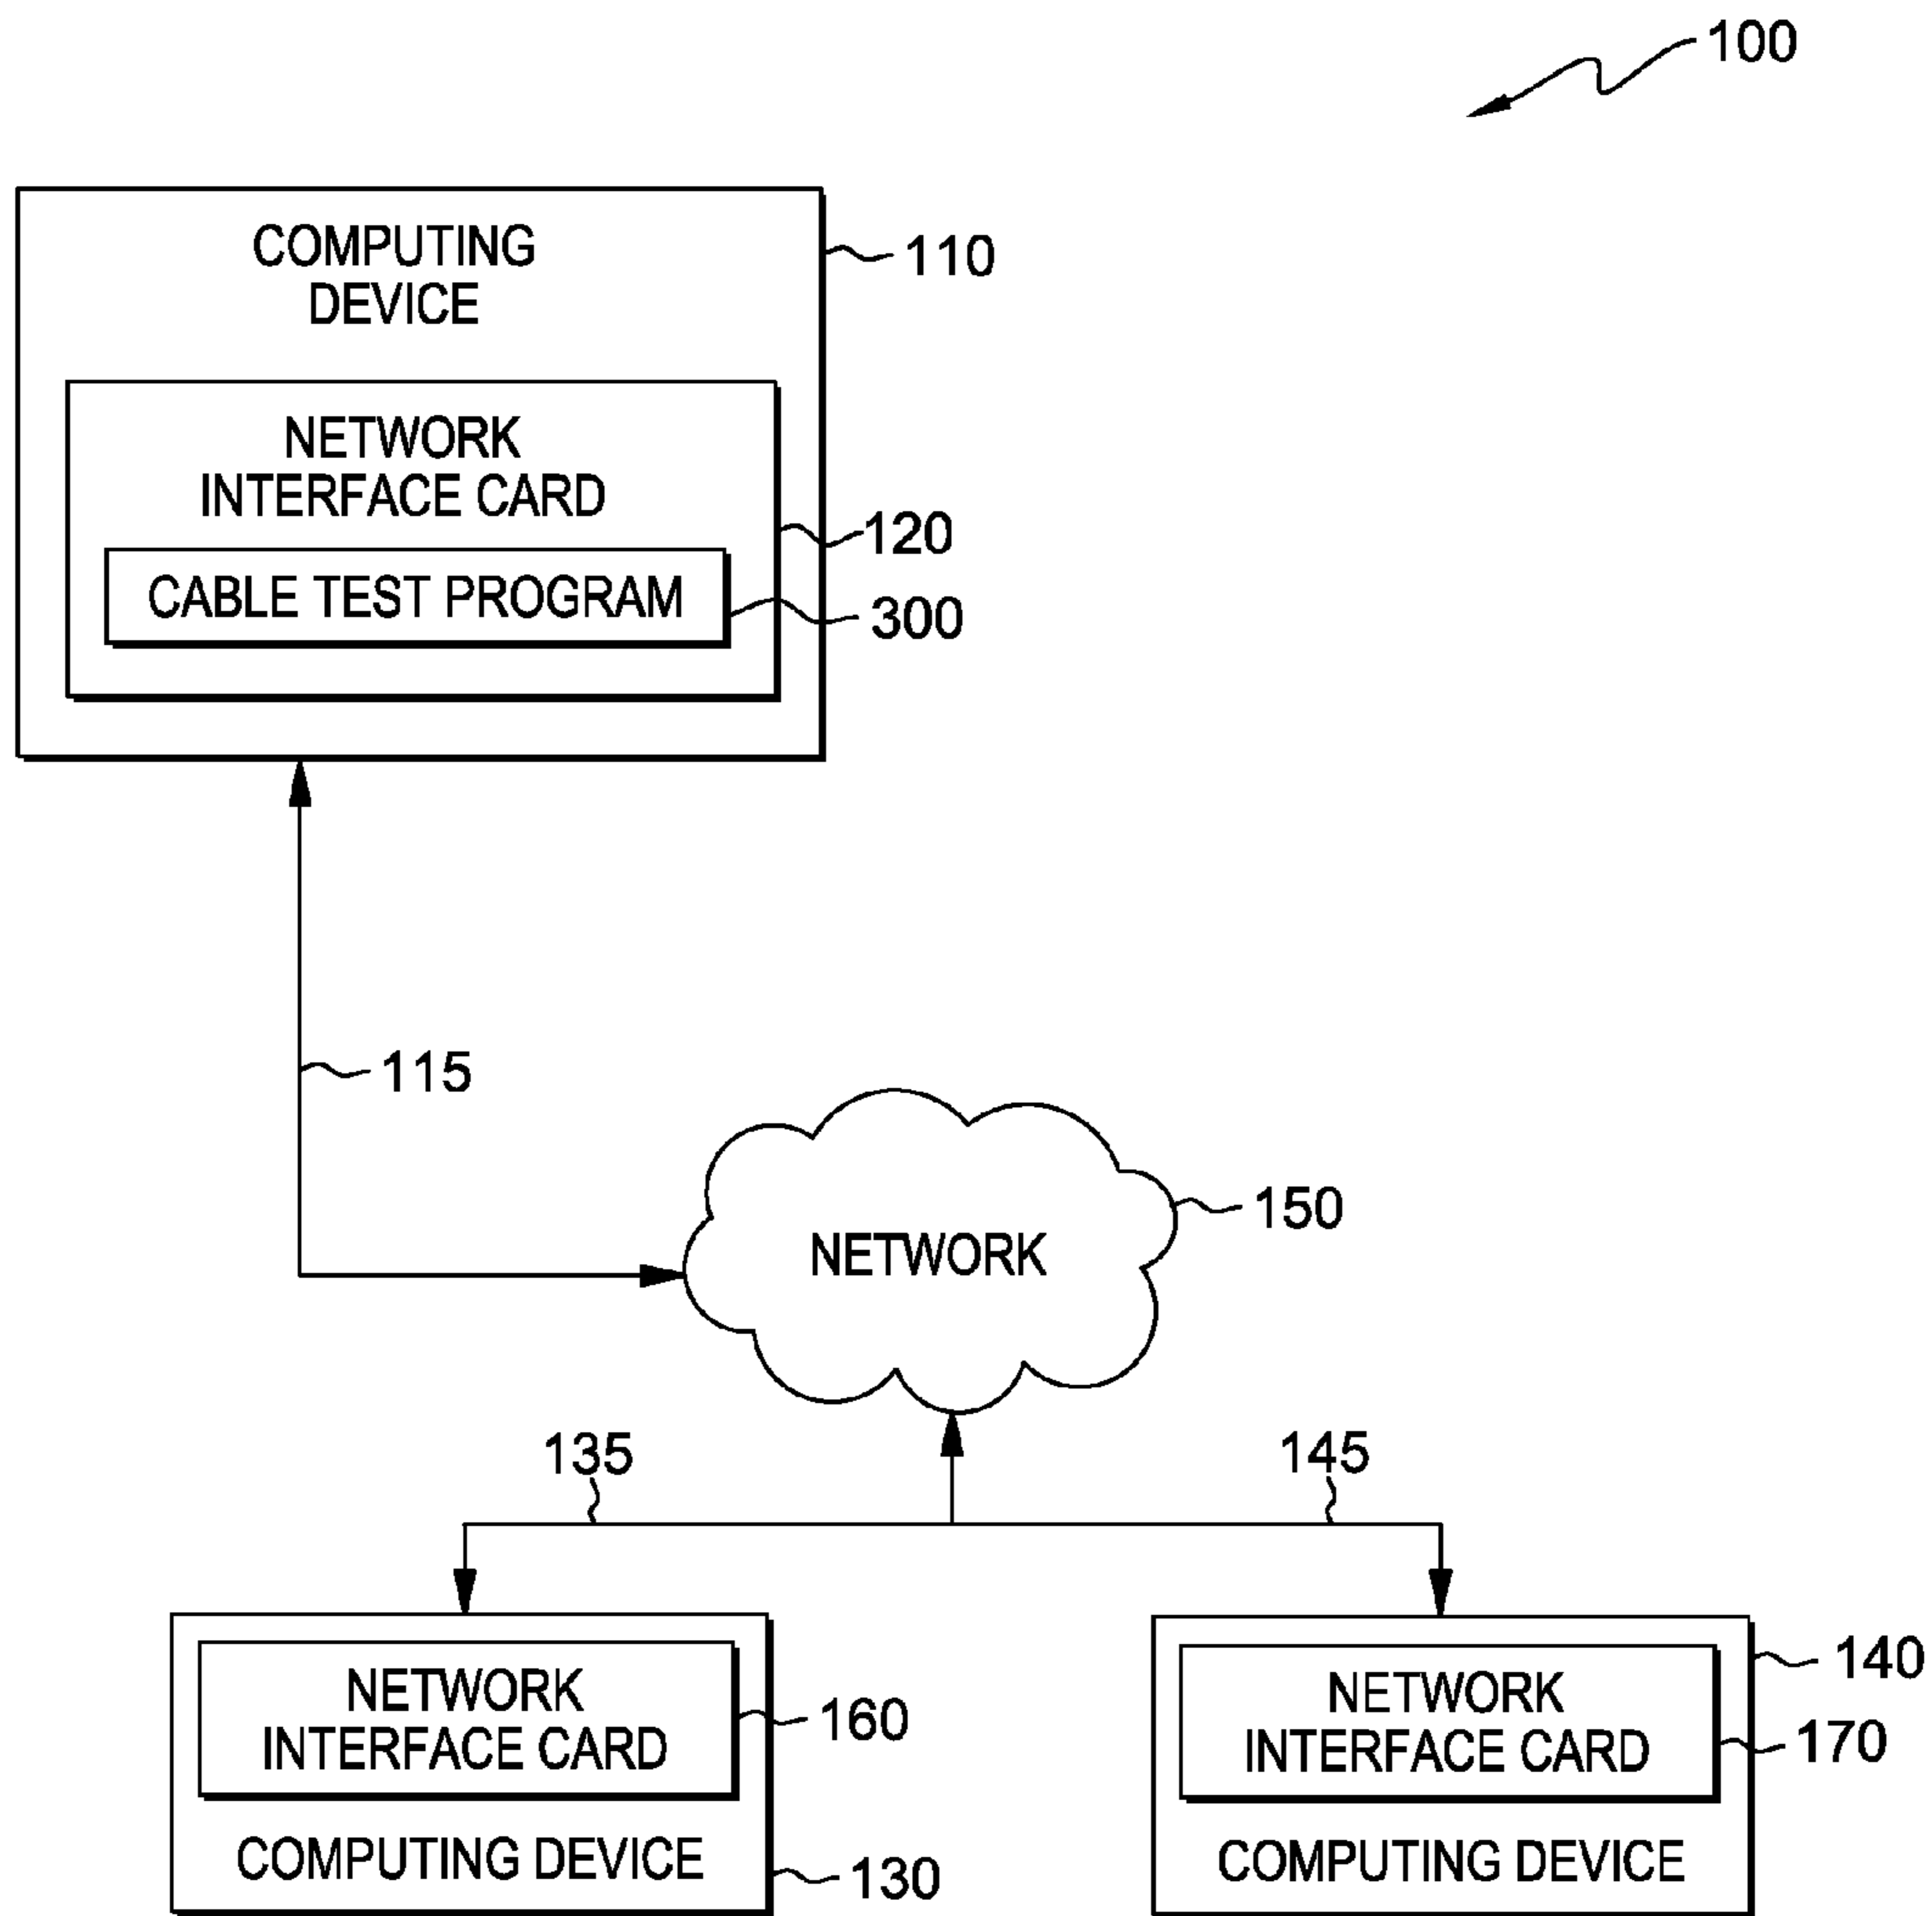 100
COMPUTING
DEVICE
110
NETWORK
INTERFACE CARD
120
CABLE TEST PROGRAM
300
115
150
NETWORK
135
145
NETWORK
INTERFACE CARD
160
COMPUTING DEVICE
130
140
NETWORK
INTERFACE CARD
170
COMPUTING DEVICE